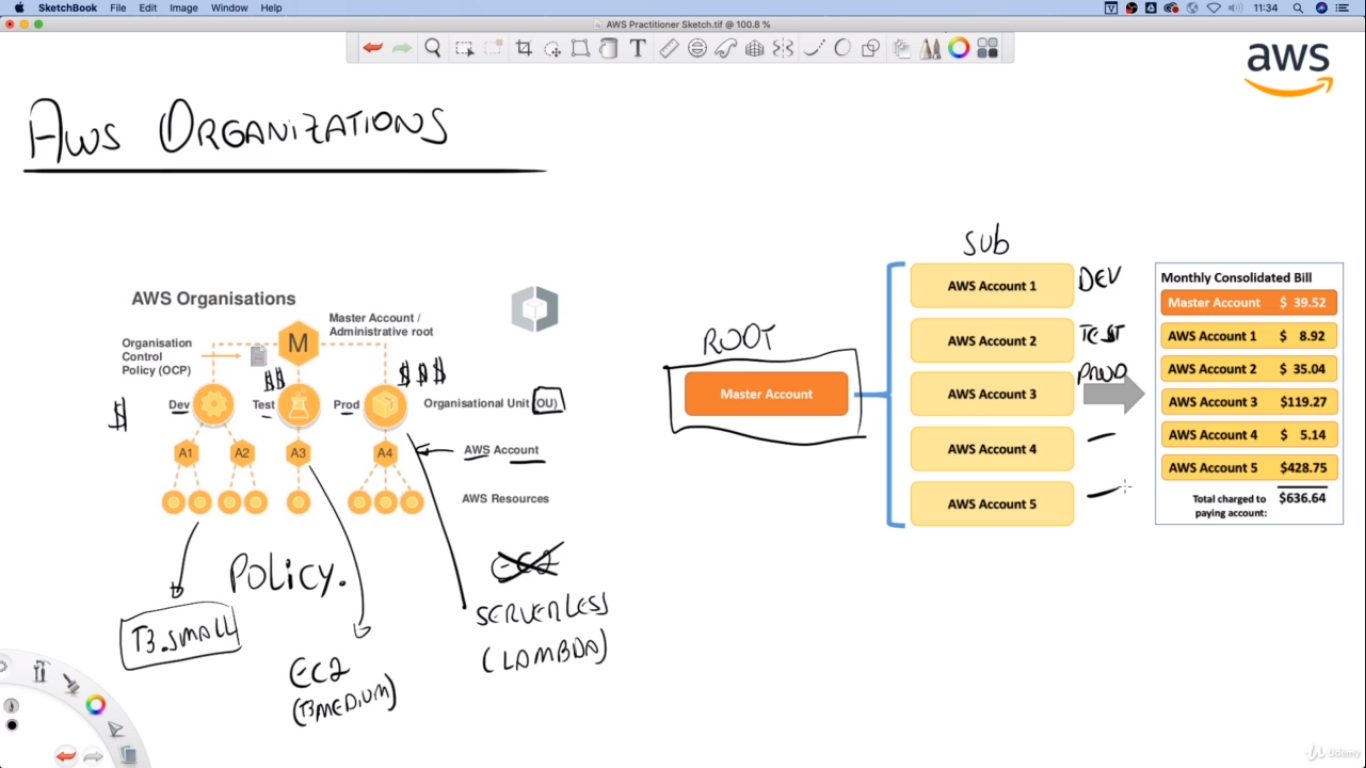 SketchBook File Edit Image Window Help 11:34
AWS Practitioner Sketch.tif @ 100.8 %
aws
AWS ORGANIZATIONS
AWS Organisations
Master Account /
Administrative root
Organisation
Control
Policy (OCP)
M
$
$$
$$$
Dev
Test
Prod
Organisational Unit (OU)
A1
A2
A3
A4
AWS Account
AWS Resources
POLICY.
T3.SMALL
EC2
(T3MEDIUM)
EC2
SERVERLESS
(LAMBDA)
ROOT
Master Account
SUB
AWS Account 1
DEV
AWS Account 2
TEST
AWS Account 3
PROD
AWS Account 4
AWS Account 5
Monthly Consolidated Bill
Master Account $ 39.52
AWS Account 1 $ 8.92
AWS Account 2 $ 35.04
AWS Account 3 $119.27
AWS Account 4 $ 5.14
AWS Account 5 $428.75
Total charged to
paying account:
$636.64
Udemy